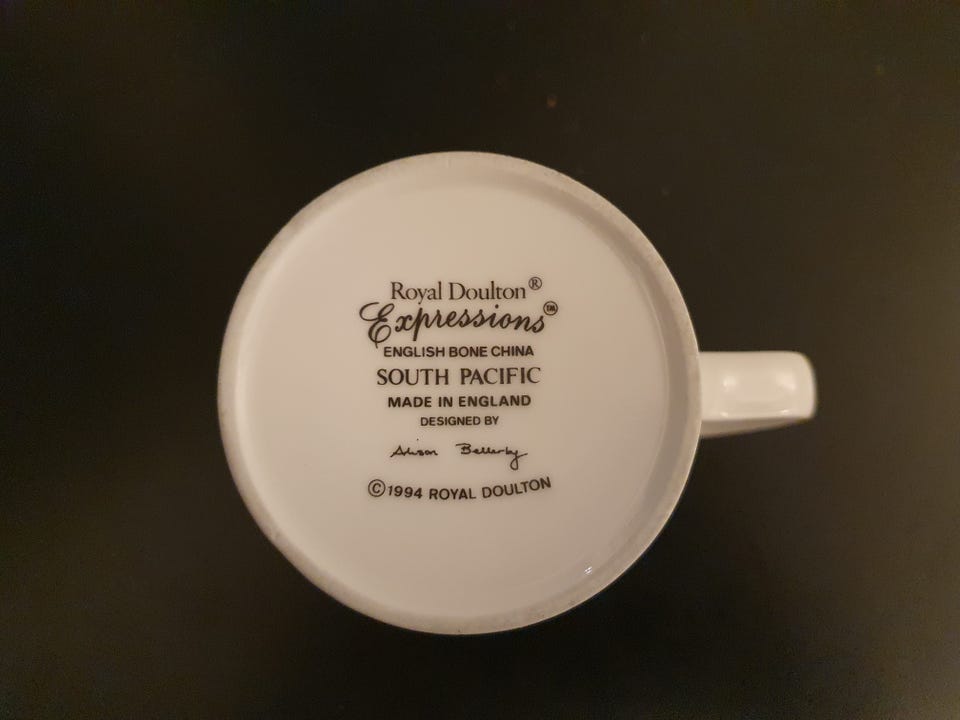 Royal Doulton®
Expressions™
ENGLISH BONE CHINA
SOUTH PACIFIC
MADE IN ENGLAND
DESIGNED BY
Alison Bellerby
©1994 ROYAL DOULTON